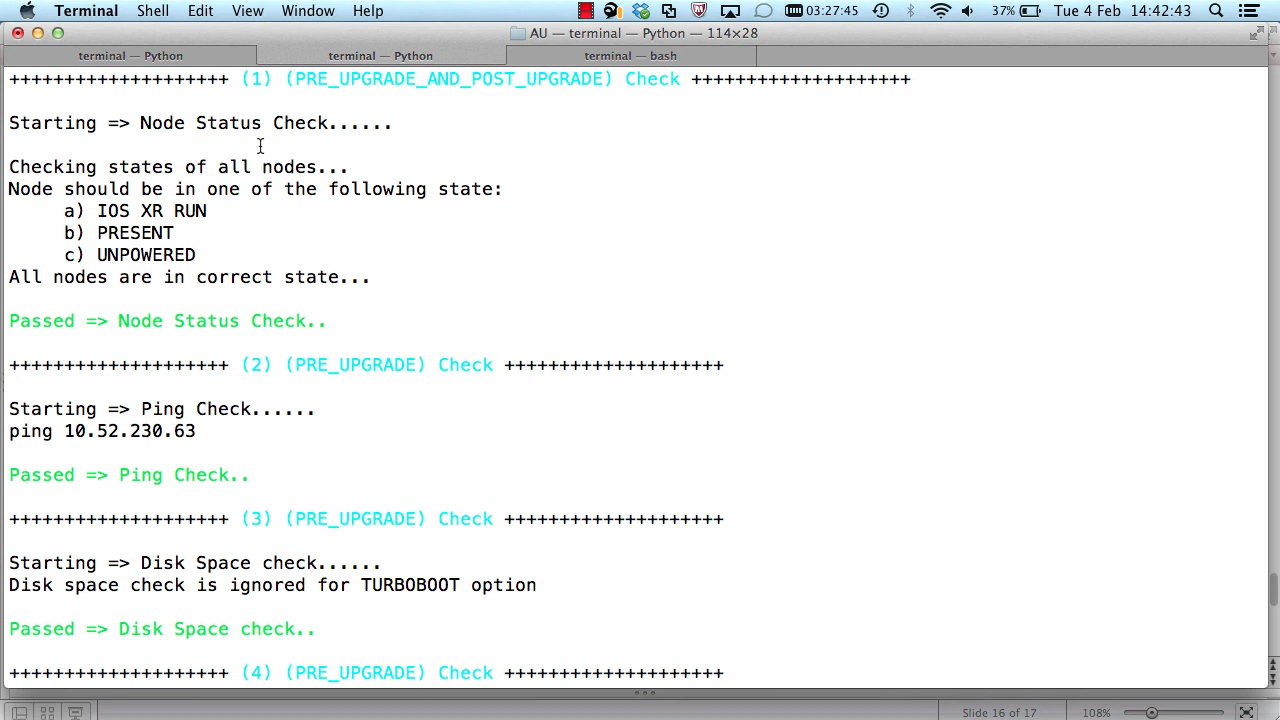 Terminal Shell Edit View Window Help 03:27:45 37% Tue 4 Feb 14:42:43
AU — terminal — Python — 114×28
terminal — Python terminal — Python terminal — bash
++++++++++++++++++++ (1) (PRE_UPGRADE_AND_POST_UPGRADE) Check ++++++++++++++++++++
Starting => Node Status Check......
Checking states of all nodes...
Node should be in one of the following state:
a) IOS XR RUN
b) PRESENT
c) UNPOWERED
All nodes are in correct state...
Passed => Node Status Check..
++++++++++++++++++++ (2) (PRE_UPGRADE) Check ++++++++++++++++++++
Starting => Ping Check......
ping 10.52.230.63
Passed => Ping Check..
++++++++++++++++++++ (3) (PRE_UPGRADE) Check ++++++++++++++++++++
Starting => Disk Space check......
Disk space check is ignored for TURBOBOOT option
Passed => Disk Space check..
++++++++++++++++++++ (4) (PRE_UPGRADE) Check ++++++++++++++++++++
Slide 16 of 17 108%